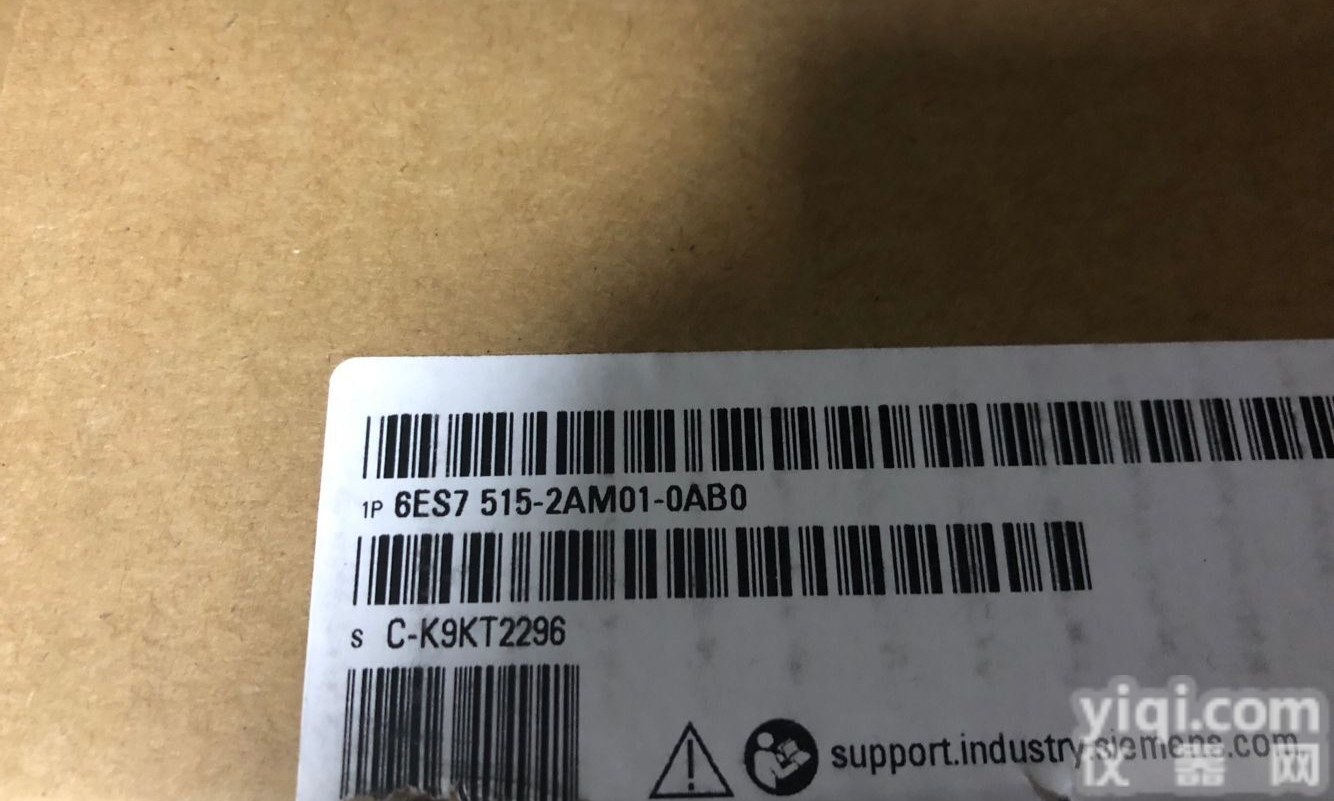 1P 6ES7 515-2AM01-0AB0
S C-K9KT2296
support.industry.siemens.com
yiqi.com
仪器网